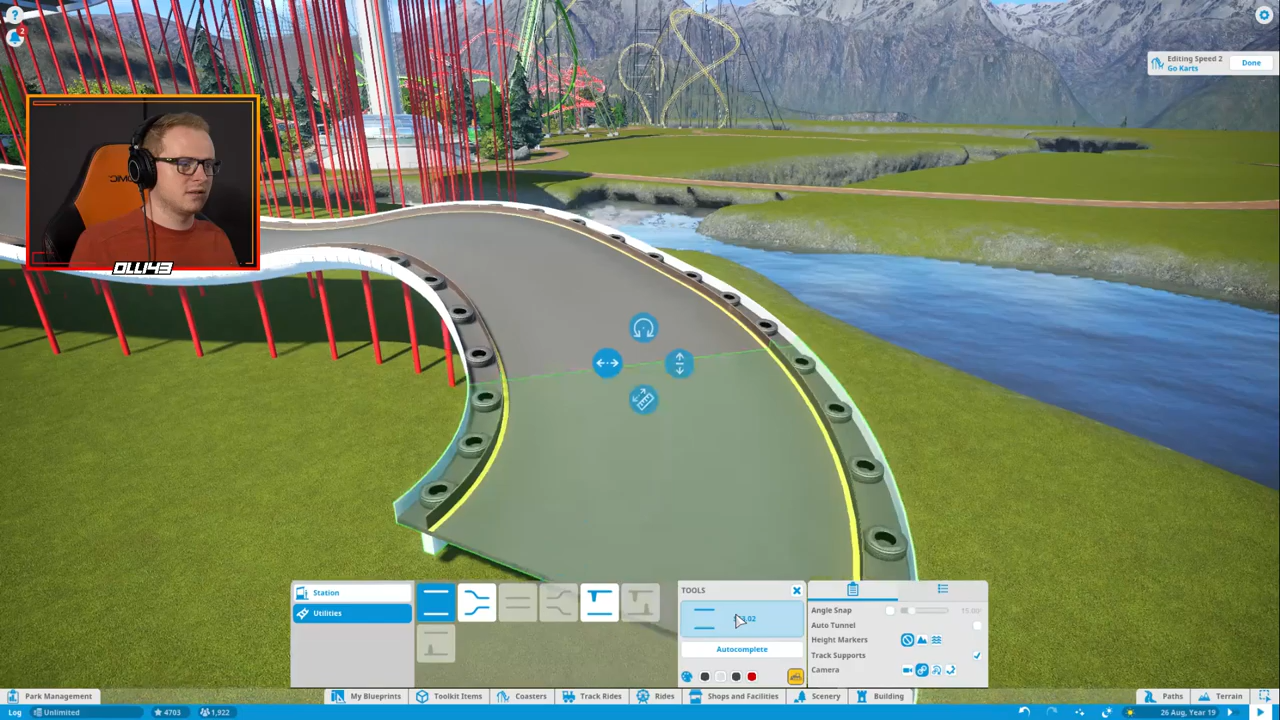 ?
2
Editing Speed 2
Go Karts
Done
OLLI43
Station
Utilities
TOOLS
Autocomplete
Angle Snap
Auto Tunnel
Height Markers
Track Supports
Camera
Park Management
My Blueprints
Toolkit Items
Coasters
Track Rides
Rides
Shops and Facilities
Scenery
Building
Paths
Terrain
Log
Unlimited
4703
1,922
26 Aug, Year 19